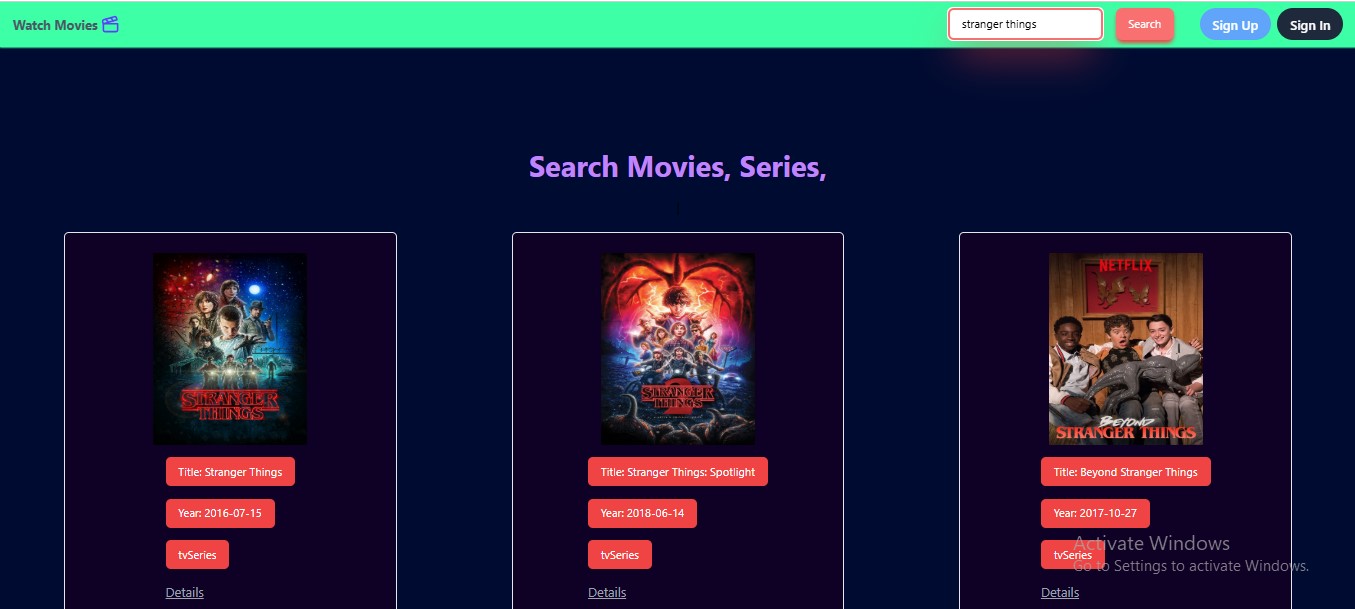 Watch Movies
stranger things
Search
Sign Up
Sign In
Search Movies, Series,
STRANGER
THINGS
STRANGER
THINGS
2
NETFLIX
BEYOND
STRANGER THINGS
Title: Stranger Things
Title: Stranger Things: Spotlight
Title: Beyond Stranger Things
Year: 2016-07-15
Year: 2018-06-14
Year: 2017-10-27
tvSeries
tvSeries
tvSeries
Activate Windows
Go to Settings to activate Windows.
Details
Details
Details